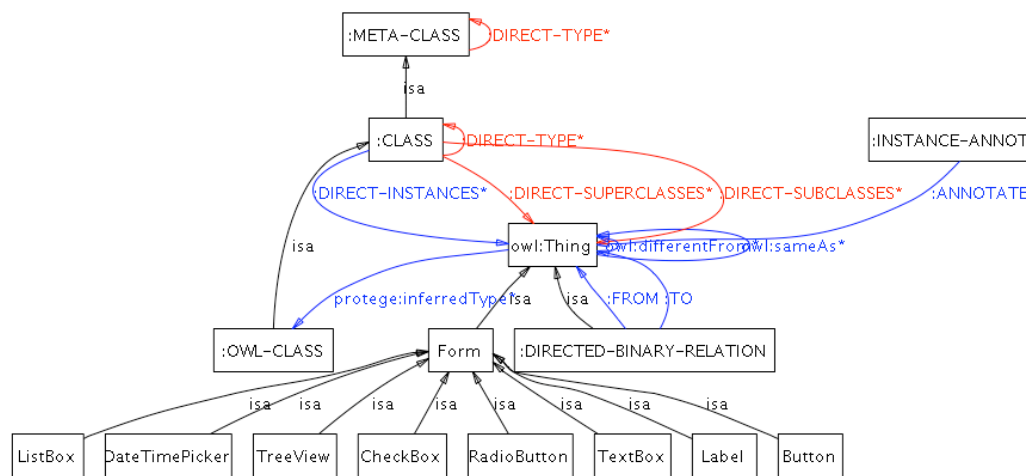 :META-CLASS
:DIRECT-TYPE*
isa
:CLASS
:DIRECT-TYPE*
:INSTANCE-ANNOT
:DIRECT-INSTANCES*
:DIRECT-SUPERCLASSES*
:DIRECT-SUBCLASSES*
:ANNOTATE
isa
owl:Thing
owl:differentFrom*
owl:sameAs*
protege:inferredType*
isa
isa
:FROM
:TO
:OWL-CLASS
Form
:DIRECTED-BINARY-RELATION
isa
isa
isa
isa
isa
isa
isa
isa
ListBox
DateTimePicker
TreeView
CheckBox
RadioButton
TextBox
Label
Button